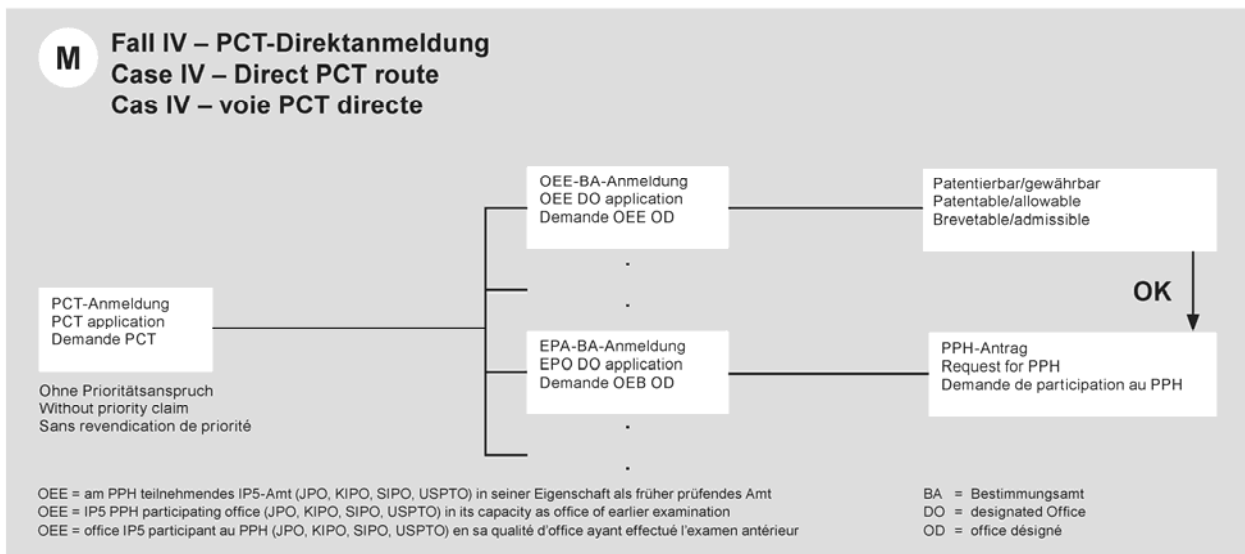 M
Fall IV – PCT-Direktanmeldung
Case IV – Direct PCT route
Cas IV – voie PCT directe
OEE-BA-Anmeldung
OEE DO application
Demande OEE OD
Patentierbar/gewährbar
Patentable/allowable
Brevetable/admissible
OK
PCT-Anmeldung
PCT application
Demande PCT
EPA-BA-Anmeldung
EPO DO application
Demande OEB OD
PPH-Antrag
Request for PPH
Demande de participation au PPH
Ohne Prioritätsanspruch
Without priority claim
Sans revendication de priorité
OEE = am PPH teilnehmendes IP5-Amt (JPO, KIPO, SIPO, USPTO) in seiner Eigenschaft als früher prüfendes Amt
OEE = IP5 PPH participating office (JPO, KIPO, SIPO, USPTO) in its capacity as office of earlier examination
OEE = office IP5 participant au PPH (JPO, KIPO, SIPO, USPTO) en sa qualité d'office ayant effectué l'examen antérieur
BA = Bestimmungsamt
DO = designated Office
OD = office désigné